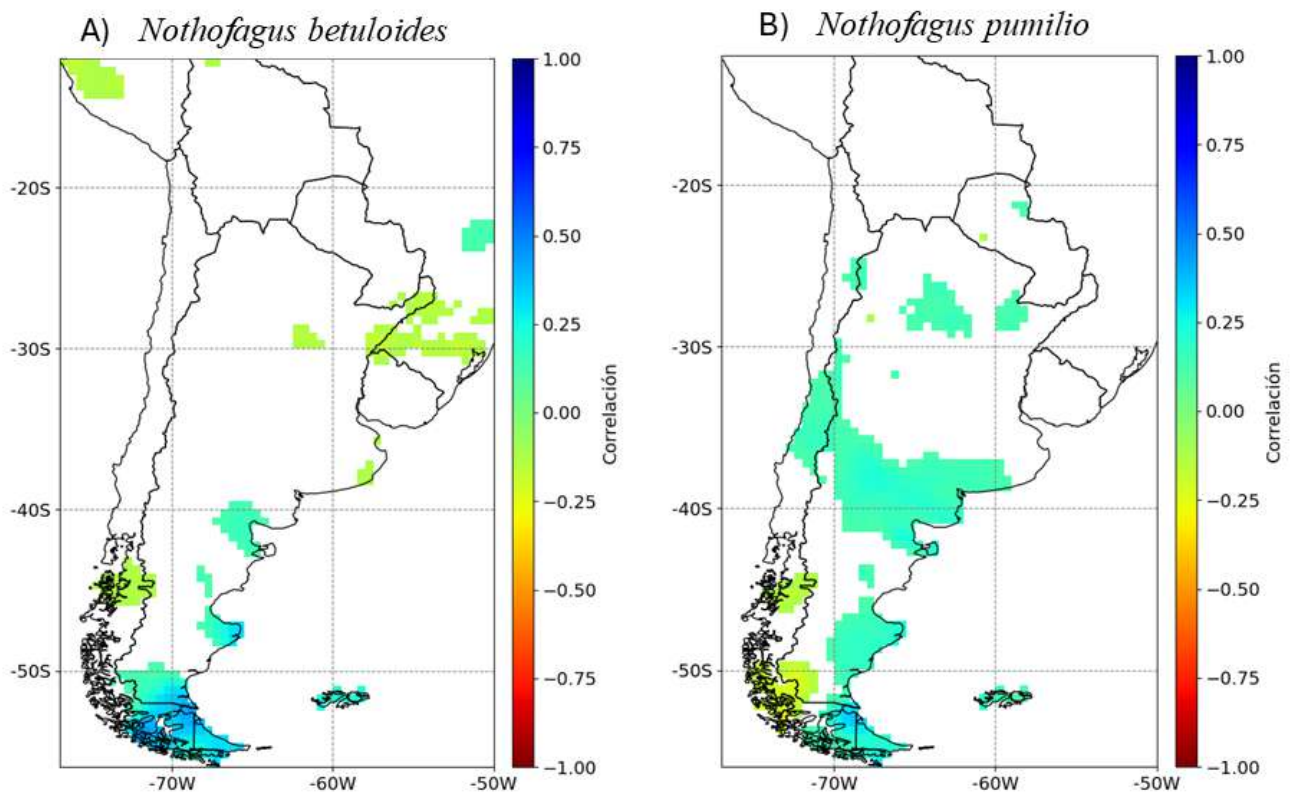 A) Nothofagus betuloides
1.00
0.75
0.50
0.25
0.00
−0.25
−0.50
−0.75
−1.00
Correlación
-20S
-30S
-40S
-50S
-70W
-60W
-50W
B) Nothofagus pumilio
1.00
0.75
0.50
0.25
0.00
−0.25
−0.50
−0.75
−1.00
Correlación
-20S
-30S
-40S
-50S
-70W
-60W
-50W